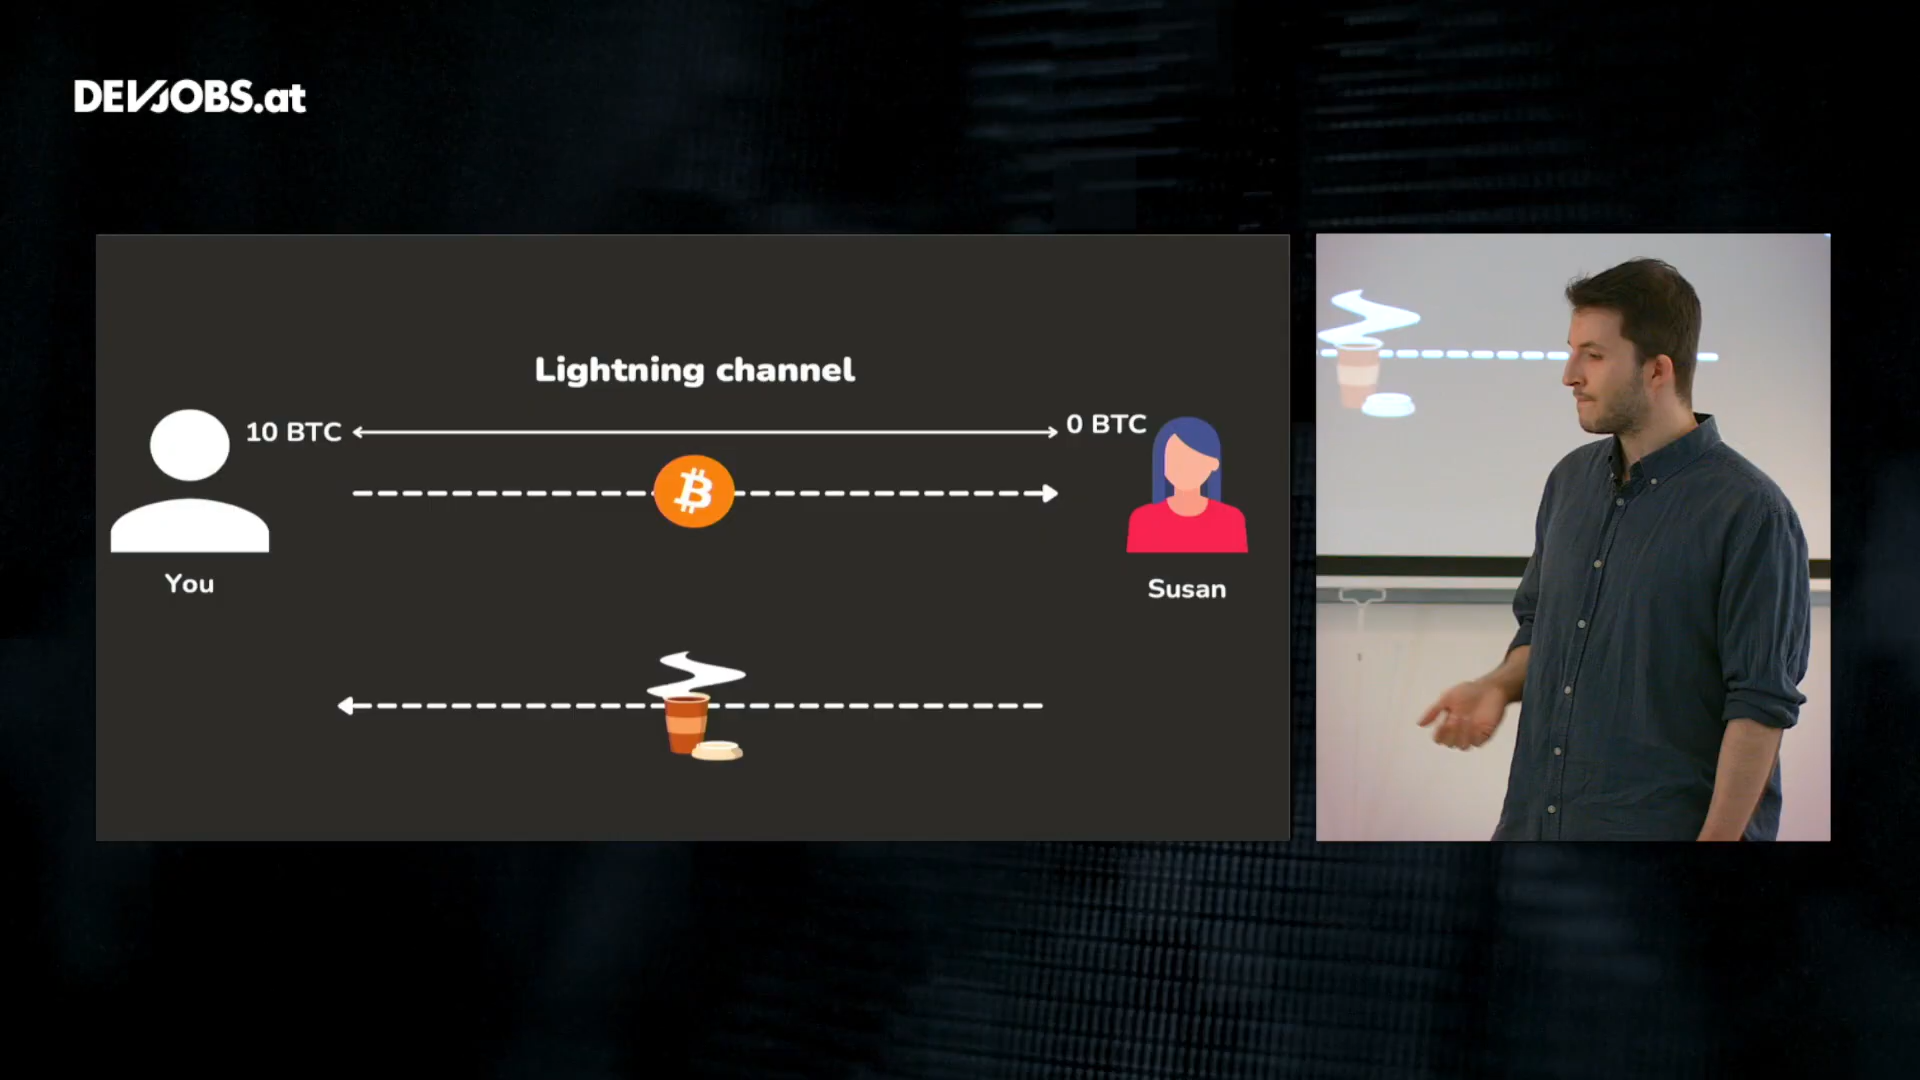 DEVJOBS.at
Lightning channel
10 BTC
0 BTC
You
Susan